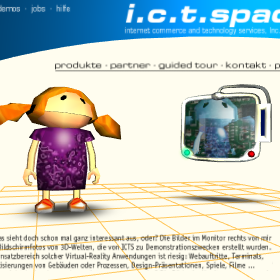 demos · jobs · hilfe
i.c.t.spac
Internet commerce and technology services, Inc.
produkte · partner · guided tour · kontakt · p
as sieht doch schon mal ganz interessant aus, oder? Die Bilder im Monitor rechts von mir
ildschirmfotos von 3D-Welten, die von ICTS zu Demonstrationszwecken erstellt wurden.
nsatzbereich solcher Virtual-Reality Anwendungen ist riesig: Webauftritte, Terminals,
isierungen von Gebäuden oder Prozessen, Design-Präsentationen, Spiele, Filme ...